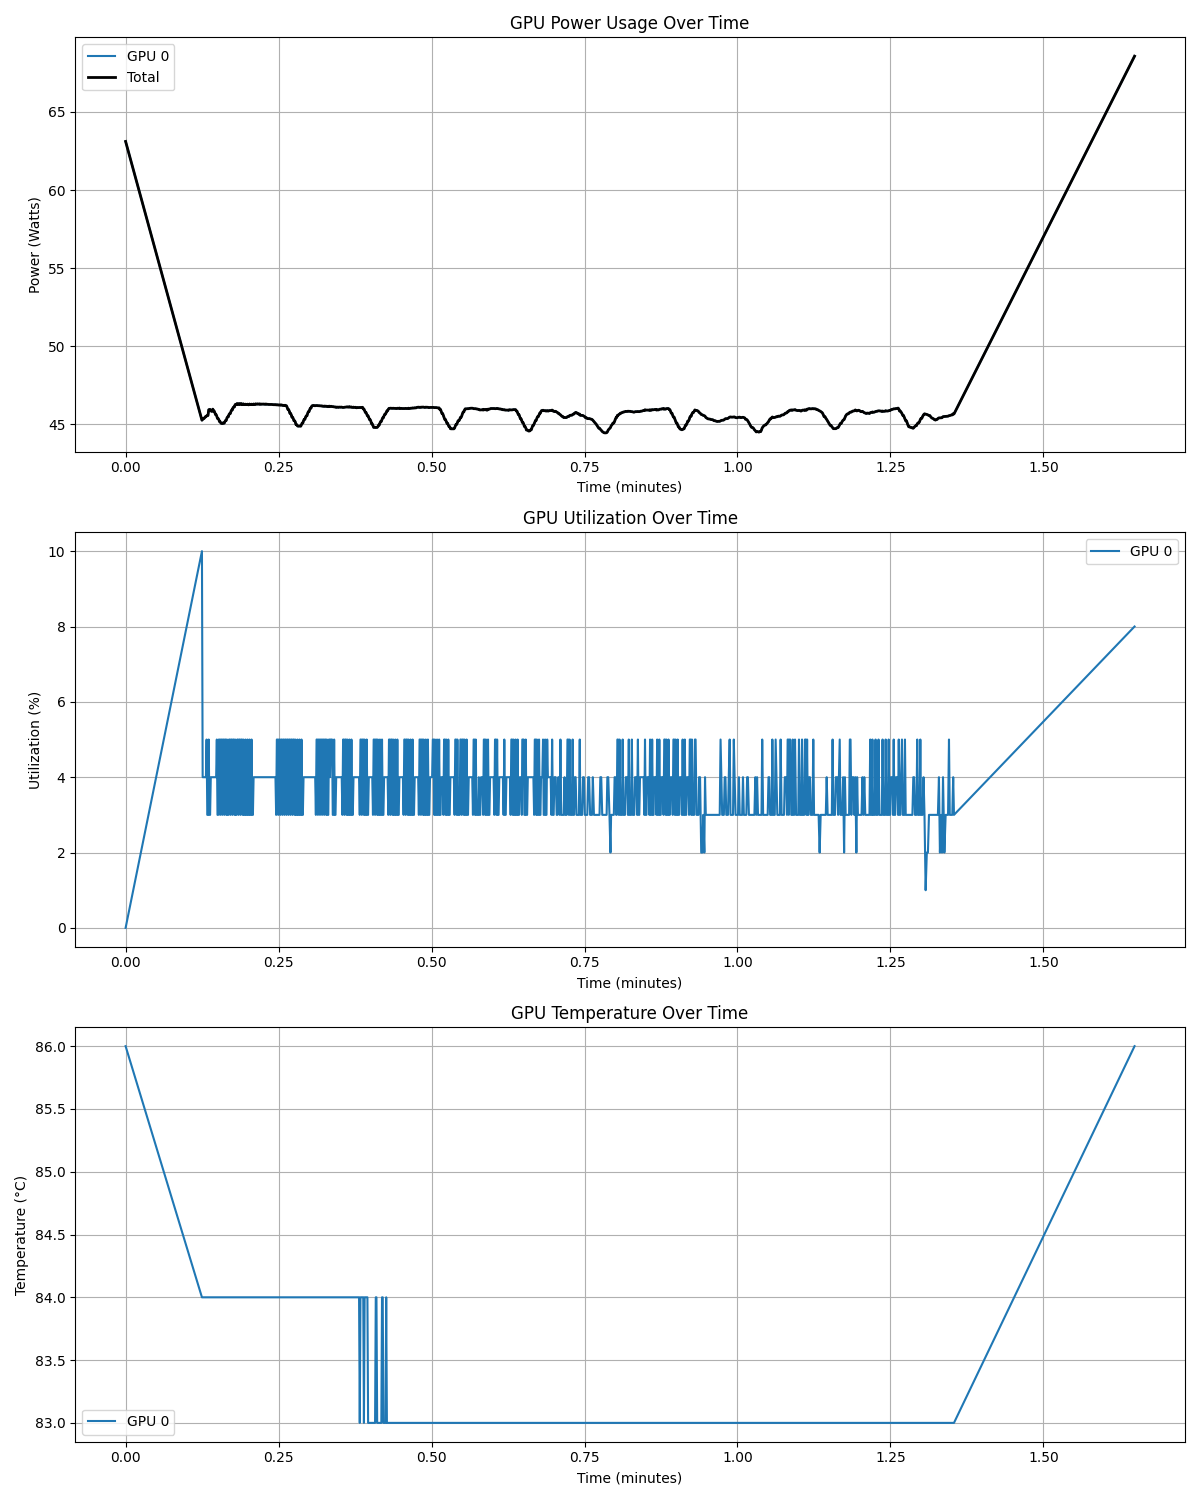 GPU Power Usage Over Time
GPU 0
Total
65
60
55
50
45
Power (Watts)
0.00 0.25 0.50 0.75 1.00 1.25 1.50
Time (minutes)
GPU Utilization Over Time
GPU 0
10
8
6
4
2
0
Utilization (%)
0.00 0.25 0.50 0.75 1.00 1.25 1.50
Time (minutes)
GPU Temperature Over Time
86.0
85.5
85.0
84.5
84.0
83.5
83.0
Temperature (°C)
GPU 0
0.00 0.25 0.50 0.75 1.00 1.25 1.50
Time (minutes)